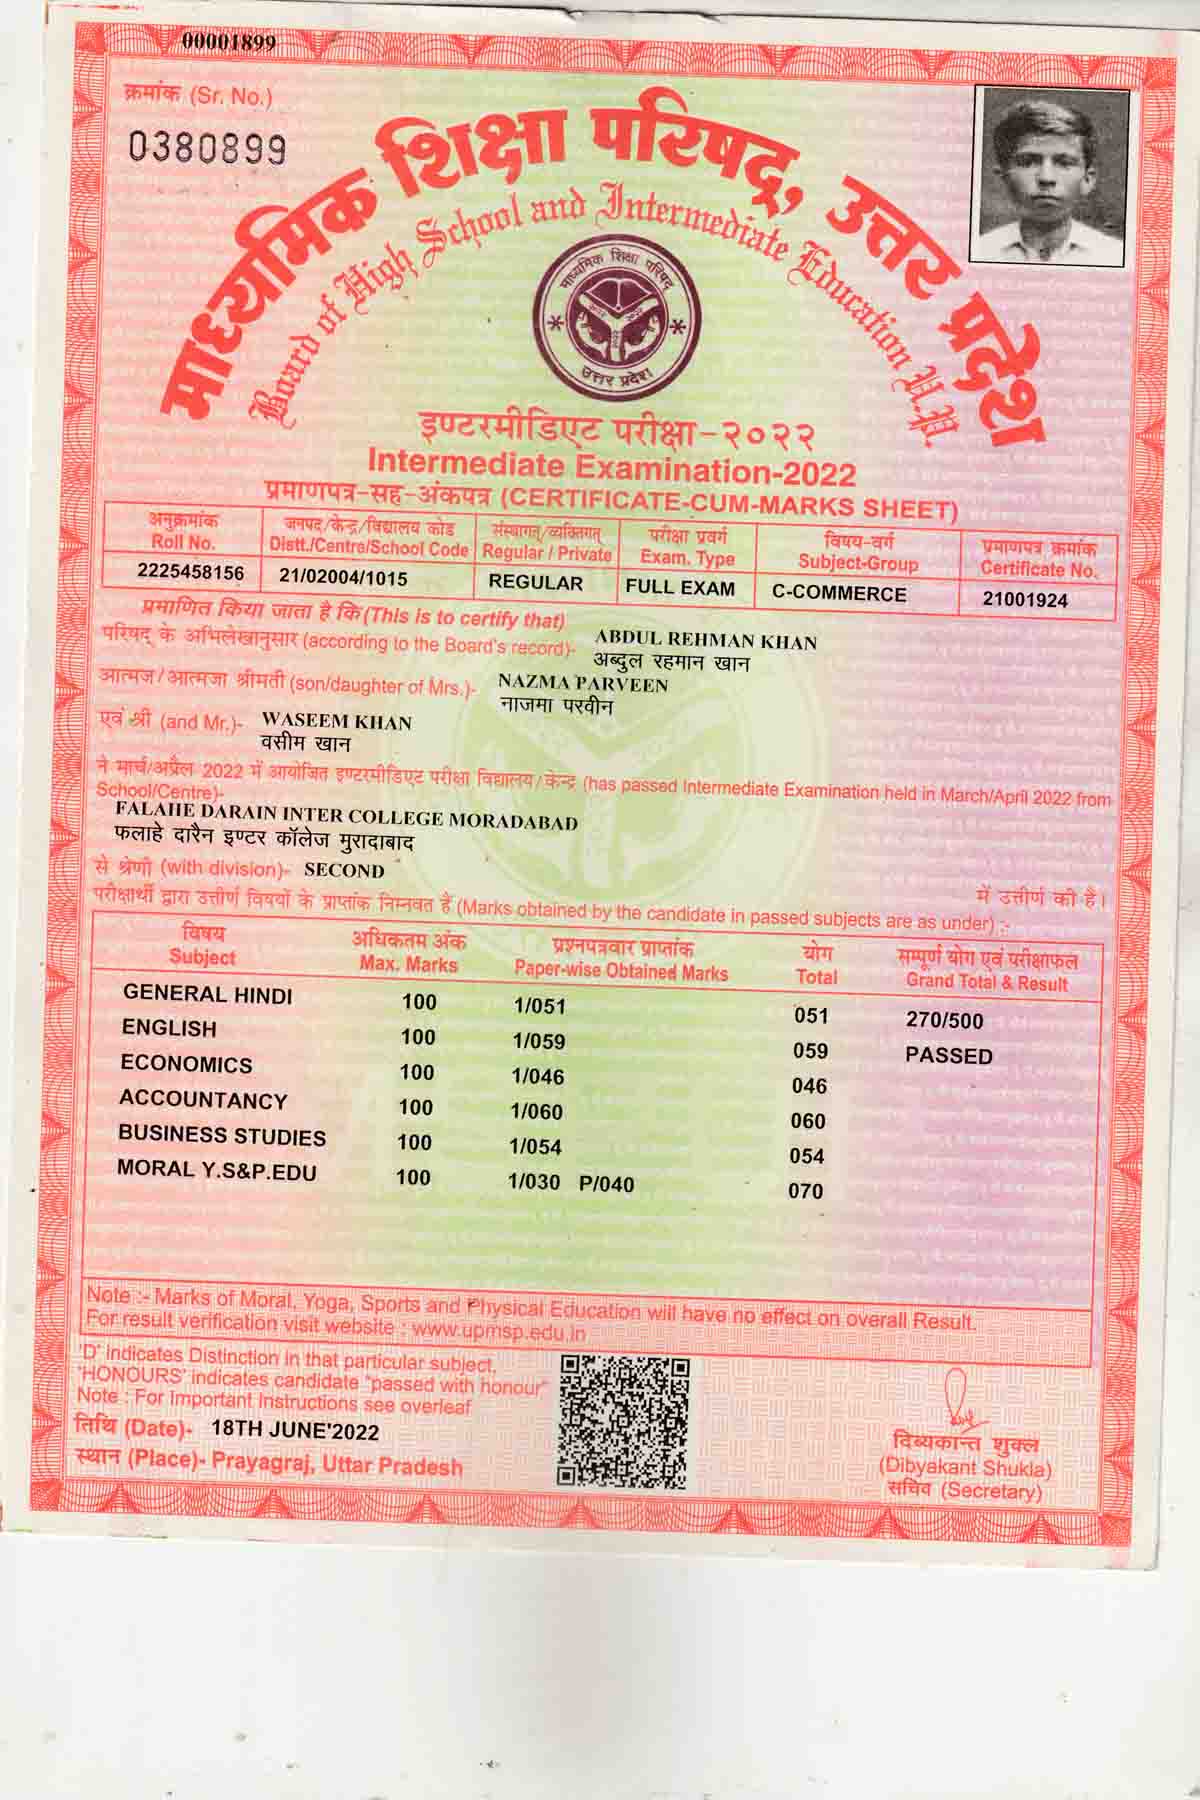 00001899
क्रमांक (Sr. No.)
0380899
माध्यमिक शिक्षा परिषद्, उत्तर प्रदेश
Board of High School and Intermediate Education U.P.
माध्यमिक शिक्षा परिषद
उत्तर प्रदेश
इण्टरमीडिएट परीक्षा-२०२२
Intermediate Examination-2022
प्रमाणपत्र-सह-अंकपत्र (CERTIFICATE-CUM-MARKS SHEET)
अनुक्रमांक जनपद/केन्द्र/विद्यालय कोड संस्थागत्/व्यक्तिगत् परीक्षा प्रवर्ग विषय-वर्ग प्रमाणपत्र क्रमांक
Roll No. Distt./Centre/School Code Regular / Private Exam. Type Subject-Group Certificate No.
2225458156 21/02004/1015 REGULAR FULL EXAM C-COMMERCE 21001924
प्रमाणित किया जाता है कि (This is to certify that)
परिषद् के अभिलेखानुसार (according to the Board's record)- ABDUL REHMAN KHAN
अब्दुल रहमान खान
आत्मज/आत्मजा श्रीमती (son/daughter of Mrs.)- NAZMA PARVEEN
नाजमा परवीन
एवं श्री (and Mr.)- WASEEM KHAN
वसीम खान
ने मार्च/अप्रैल 2022 में आयोजित इण्टरमीडिएट परीक्षा विद्यालय/केन्द्र (has passed Intermediate Examination held in March/April 2022 from
School/Centre)-
FALAHE DARAIN INTER COLLEGE MORADABAD
फलाहे दारैन इण्टर कॉलेज मुरादाबाद
से श्रेणी (with division)- SECOND में उत्तीर्ण की है।
परीक्षार्थी द्वारा उत्तीर्ण विषयों के प्राप्तांक निम्नवत है (Marks obtained by the candidate in passed subjects are as under) :-
विषय अधिकतम अंक प्रश्नपत्रवार प्राप्तांक योग सम्पूर्ण योग एवं परीक्षाफल
Subject Max. Marks Paper-wise Obtained Marks Total Grand Total & Result
GENERAL HINDI 100 1/051 051 270/500
ENGLISH 100 1/059 059 PASSED
ECONOMICS 100 1/046 046
ACCOUNTANCY 100 1/060 060
BUSINESS STUDIES 100 1/054 054
MORAL Y.S&P.EDU 100 1/030 P/040 070
Note :- Marks of Moral, Yoga, Sports and Physical Education will have no effect on overall Result.
For result verification visit website : www.upmsp.edu.in
'D' indicates Distinction in that particular subject,
'HONOURS' indicates candidate "passed with honour"
Note : For Important Instructions see overleaf
तिथि (Date)- 18TH JUNE'2022
स्थान (Place)- Prayagraj, Uttar Pradesh
दिब्यकान्त शुक्ल
(Dibyakant Shukla)
सचिव (Secretary)